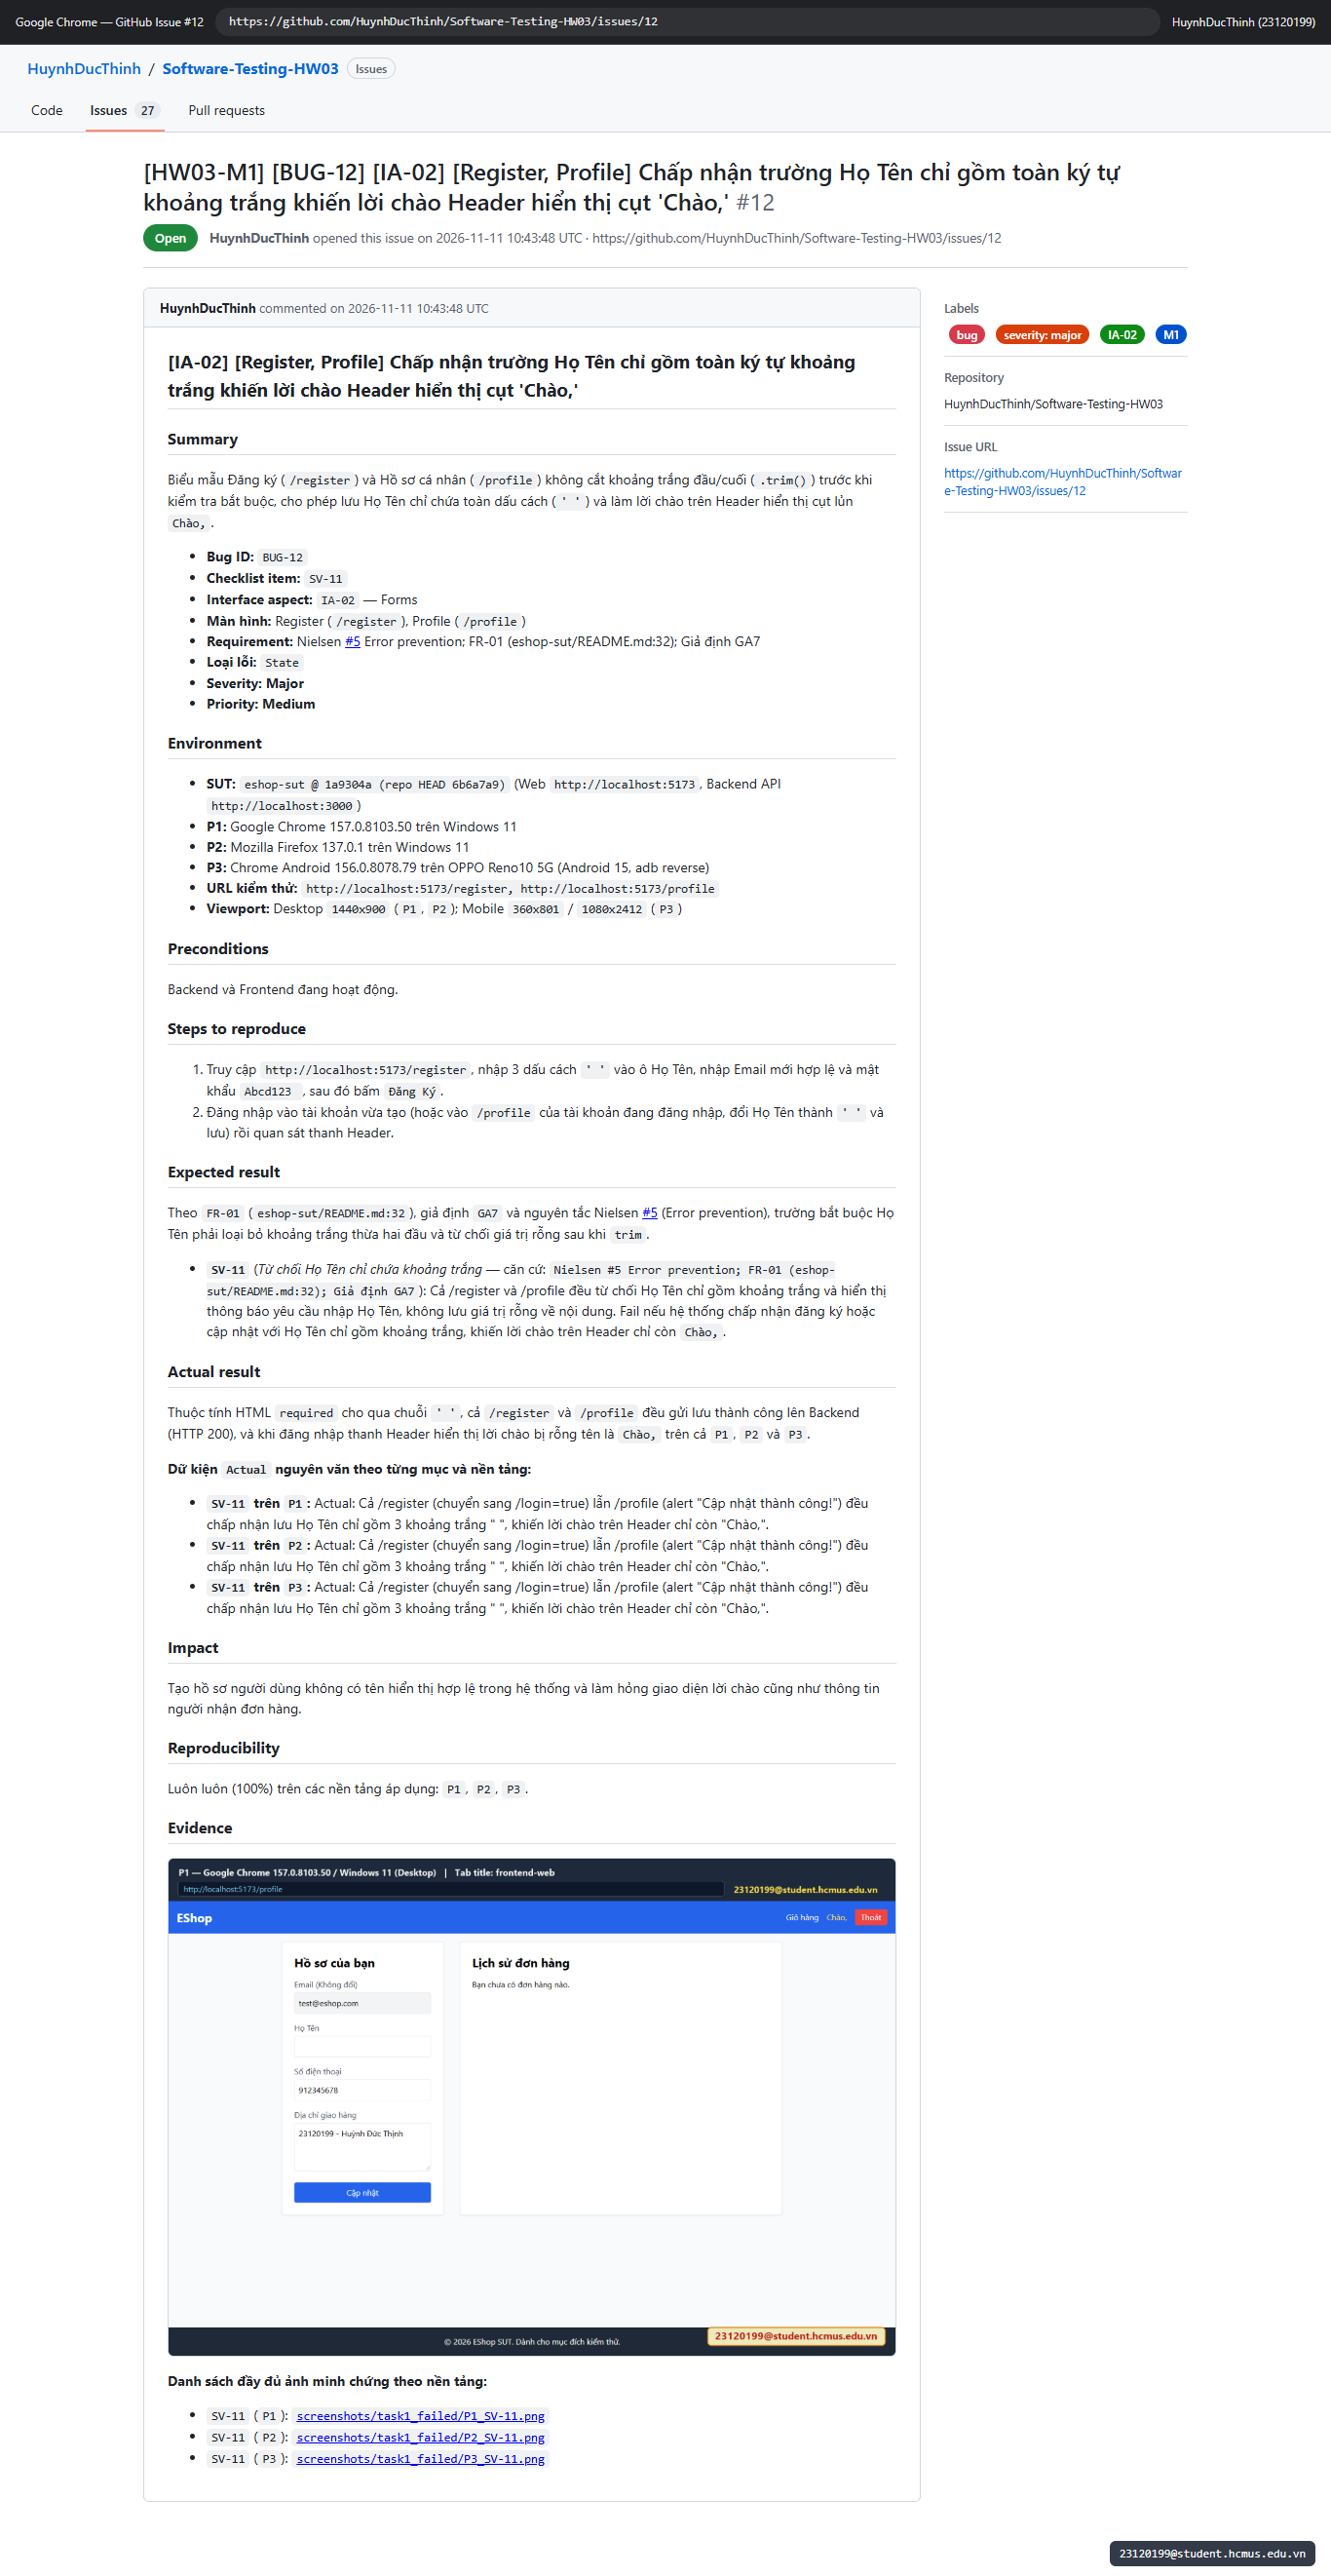 Google Chrome — GitHub Issue #12
https://github.com/HuynhDucThinh/Software-Testing-HW03/issues/12
HuynhDucThinh (23120199)
HuynhDucThinh / Software-Testing-HW03 Issues
Code Issues 27 Pull requests
[HW03-M1] [BUG-12] [IA-02] [Register, Profile] Chấp nhận trường Họ Tên chỉ gồm toàn ký tự
khoảng trắng khiến lời chào Header hiển thị cụt 'Chào,' #12
Open HuynhDucThinh opened this issue on 2026-11-11 10:43:48 UTC · https://github.com/HuynhDucThinh/Software-Testing-HW03/issues/12
HuynhDucThinh commented on 2026-11-11 10:43:48 UTC
[IA-02] [Register, Profile] Chấp nhận trường Họ Tên chỉ gồm toàn ký tự khoảng
trắng khiến lời chào Header hiển thị cụt 'Chào,'
Summary
Biểu mẫu Đăng ký ( /register ) và Hồ sơ cá nhân ( /profile ) không cắt khoảng trắng đầu/cuối ( .trim() ) trước khi
kiểm tra bắt buộc, cho phép lưu Họ Tên chỉ chứa toàn dấu cách ( ' ' ) và làm lời chào trên Header hiển thị cụt lủn
Chào, .
• Bug ID: BUG-12
• Checklist item: SV-11
• Interface aspect: IA-02 — Forms
• Màn hình: Register ( /register ), Profile ( /profile )
• Requirement: Nielsen #5 Error prevention; FR-01 (eshop-sut/README.md:32); Giả định GA7
• Loại lỗi: State
• Severity: Major
• Priority: Medium
Environment
• SUT: eshop-sut @ 1a9304a (repo HEAD 6b6a7a9) (Web http://localhost:5173, Backend API
http://localhost:3000 )
• P1: Google Chrome 157.0.8103.50 trên Windows 11
• P2: Mozilla Firefox 137.0.1 trên Windows 11
• P3: Chrome Android 156.0.8078.79 trên OPPO Reno10 5G (Android 15, adb reverse)
• URL kiểm thử: http://localhost:5173/register, http://localhost:5173/profile
• Viewport: Desktop 1440x900 ( P1 , P2 ); Mobile 360x801 / 1080x2412 ( P3 )
Preconditions
Backend và Frontend đang hoạt động.
Steps to reproduce
1. Truy cập http://localhost:5173/register, nhập 3 dấu cách ' ' vào ô Họ Tên, nhập Email mới hợp lệ và mật
khẩu Abcd123 , sau đó bấm Đăng Ký.
2. Đăng nhập vào tài khoản vừa tạo (hoặc vào /profile của tài khoản đang đăng nhập, đổi Họ Tên thành ' ' và
lưu) rồi quan sát thanh Header.
Expected result
Theo FR-01 ( eshop-sut/README.md:32 ), giả định GA7 và nguyên tắc Nielsen #5 (Error prevention), trường bắt buộc Họ
Tên phải loại bỏ khoảng trắng thừa hai đầu và từ chối giá trị rỗng sau khi trim.
• SV-11 (Từ chối Họ Tên chỉ chứa khoảng trắng — căn cứ: Nielsen #5 Error prevention; FR-01 (eshop-
sut/README.md:32); Giả định GA7 ): Cả /register và /profile đều từ chối Họ Tên chỉ gồm khoảng trắng và hiển thị
thông báo yêu cầu nhập Họ Tên, không lưu giá trị rỗng về nội dung. Fail nếu hệ thống chấp nhận đăng ký hoặc
cập nhật với Họ Tên chỉ gồm khoảng trắng, khiến lời chào trên Header chỉ còn Chào,.
Actual result
Thuộc tính HTML required cho qua chuỗi ' ', cả /register và /profile đều gửi lưu thành công lên Backend
(HTTP 200), và khi đăng nhập thanh Header hiển thị lời chào bị rỗng tên là Chào, trên cả P1 , P2 và P3 .
Dữ kiện Actual nguyên văn theo từng mục và nền tảng:
• SV-11 trên P1 : Actual: Cả /register (chuyển sang /login=true) lẫn /profile (alert "Cập nhật thành công!") đều
chấp nhận lưu Họ Tên chỉ gồm 3 khoảng trắng " ", khiến lời chào trên Header chỉ còn "Chào,".
• SV-11 trên P2 : Actual: Cả /register (chuyển sang /login=true) lẫn /profile (alert "Cập nhật thành công!") đều
chấp nhận lưu Họ Tên chỉ gồm 3 khoảng trắng " ", khiến lời chào trên Header chỉ còn "Chào,".
• SV-11 trên P3 : Actual: Cả /register (chuyển sang /login=true) lẫn /profile (alert "Cập nhật thành công!") đều
chấp nhận lưu Họ Tên chỉ gồm 3 khoảng trắng " ", khiến lời chào trên Header chỉ còn "Chào,".
Impact
Tạo hồ sơ người dùng không có tên hiển thị hợp lệ trong hệ thống và làm hỏng giao diện lời chào cũng như thông tin
người nhận đơn hàng.
Reproducibility
Luôn luôn (100%) trên các nền tảng áp dụng: P1 , P2 , P3 .
Evidence
P1 — Google Chrome 157.0.8103.50 / Windows 11 (Desktop) | Tab title: frontend-web
http://localhost:5173/profile
23120199@student.hcmus.edu.vn
EShop
Giỏ hàng Chào, Thoát
Hồ sơ của bạn
Email (Không đổi)
test@eshop.com
Họ Tên
Số điện thoại
912345678
Địa chỉ giao hàng
23120199 - Huỳnh Đức Thịnh
Cập nhật
Lịch sử đơn hàng
Bạn chưa có đơn hàng nào.
© 2026 EShop SUT. Dành cho mục đích kiểm thử.
23120199@student.hcmus.edu.vn
Danh sách đầy đủ ảnh minh chứng theo nền tảng:
• SV-11 ( P1 ): screenshots/task1_failed/P1_SV-11.png
• SV-11 ( P2 ): screenshots/task1_failed/P2_SV-11.png
• SV-11 ( P3 ): screenshots/task1_failed/P3_SV-11.png
Labels
bug severity: major IA-02 M1
Repository
HuynhDucThinh/Software-Testing-HW03
Issue URL
https://github.com/HuynhDucThinh/Softwar
e-Testing-HW03/issues/12
23120199@student.hcmus.edu.vn